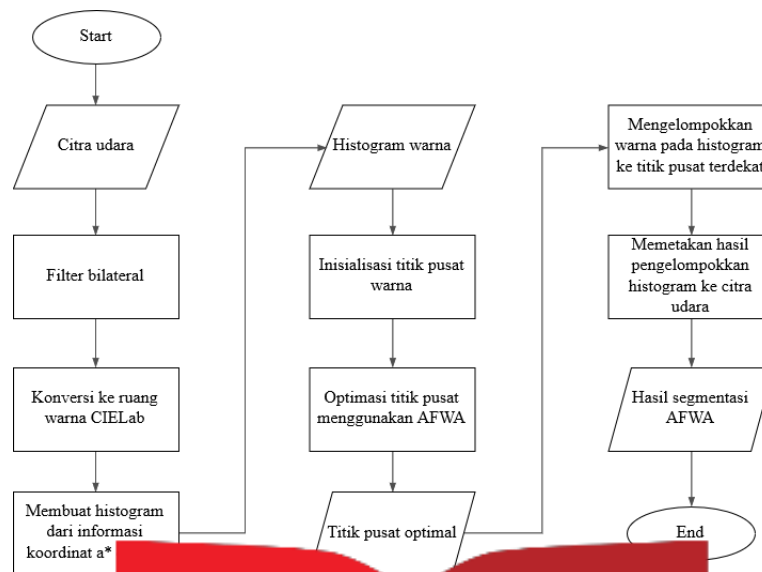 Start
Citra udara
Filter bilateral
Konversi ke ruang
warna CIELab
Membuat histogram
dari informasi
koordinat a*
Histogram warna
Inisialisasi titik pusat
warna
Optimasi titik pusat
menggunakan AFWA
Titik pusat optimal
Mengelompokkan
warna pada histogram
ke titik pusat terdekat
Memetakan hasil
pengelompokkan
histogram ke citra
udara
Hasil segmentasi
AFWA
End